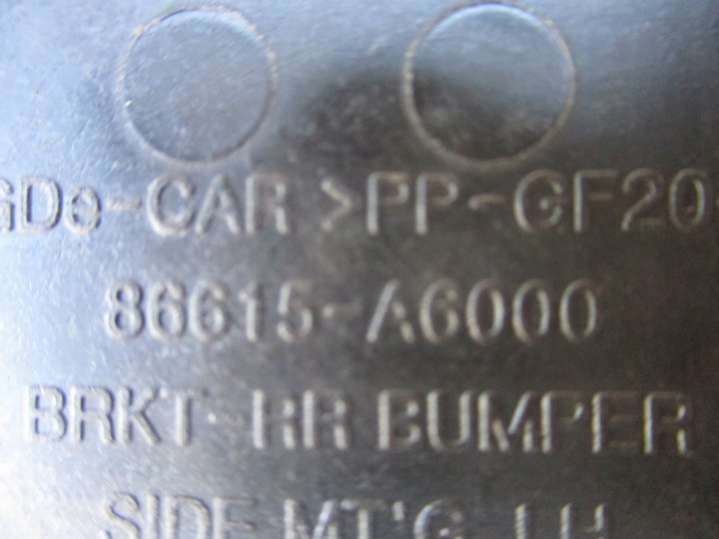 GDe-CAR >PP-GF20<
86615-A6000
BRKT-RR BUMPER
SIDE MT'G LH